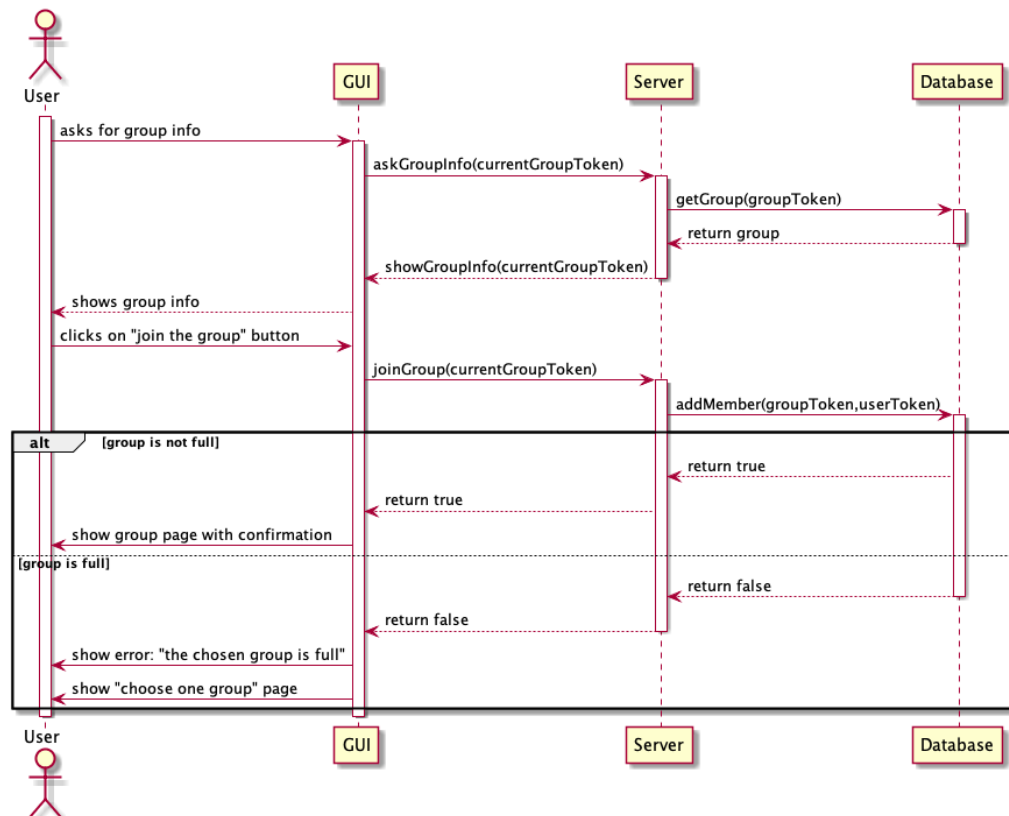 User
GUI
Server
Database
asks for group info
askGroupInfo(currentGroupToken)
getGroup(groupToken)
return group
showGroupInfo(currentGroupToken)
shows group info
clicks on "join the group" button
joinGroup(currentGroupToken)
addMember(groupToken,userToken)
alt [group is not full]
return true
return true
show group page with confirmation
[group is full]
return false
return false
show error: "the chosen group is full"
show "choose one group" page
User
GUI
Server
Database